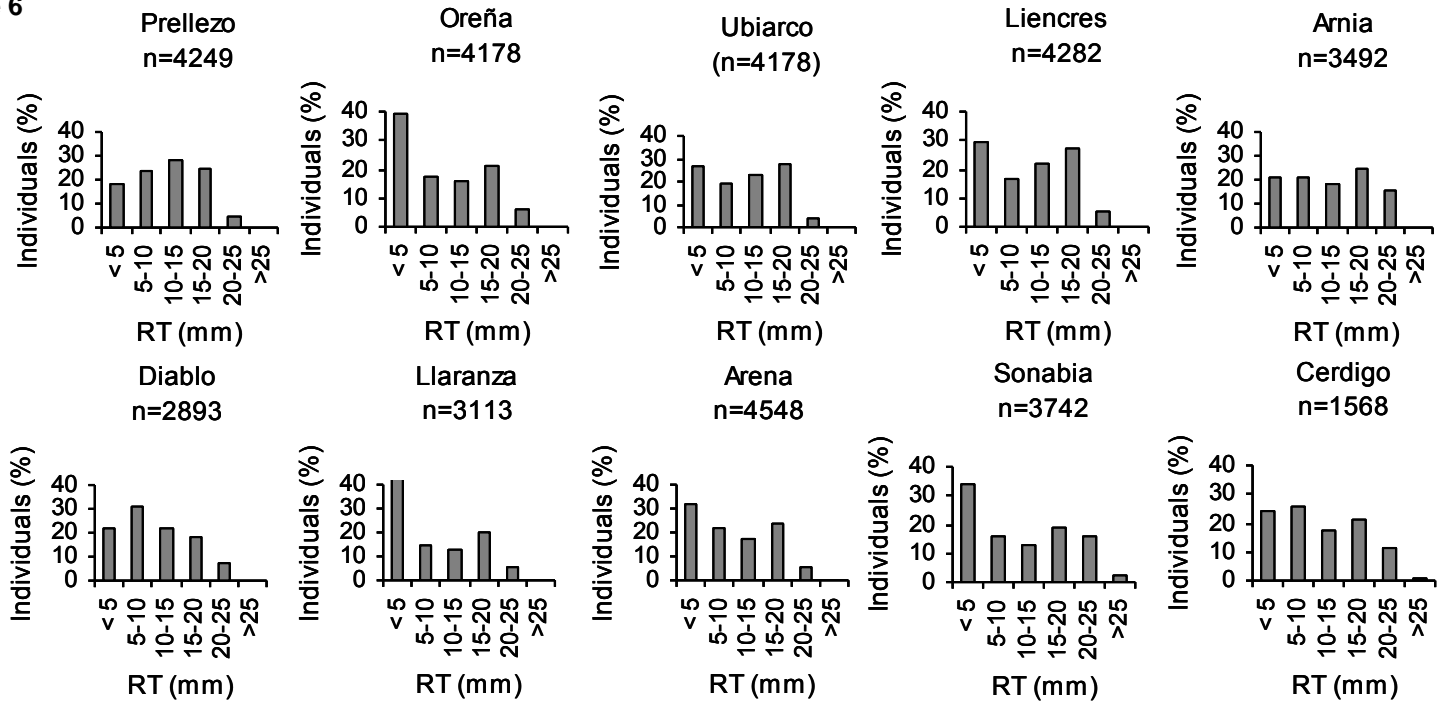 6
Prellezo
n=4249
Individuals (%)
40
30
20
10
0
< 5
5-10
10-15
15-20
20-25
>25
RT (mm)
Oreña
n=4178
Individuals (%)
40
30
20
10
0
< 5
5-10
10-15
15-20
20-25
>25
RT (mm)
Ubiarco
(n=4178)
Individuals (%)
40
30
20
10
0
< 5
5-10
10-15
15-20
20-25
>25
RT (mm)
Liencres
n=4282
Individuals (%)
40
30
20
10
0
< 5
5-10
10-15
15-20
20-25
>25
RT (mm)
Arnia
n=3492
Individuals (%)
40
30
20
10
0
< 5
5-10
10-15
15-20
20-25
>25
RT (mm)
Diablo
n=2893
Individuals (%)
40
30
20
10
0
< 5
5-10
10-15
15-20
20-25
>25
RT (mm)
Llaranza
n=3113
Individuals (%)
40
30
20
10
0
< 5
5-10
10-15
15-20
20-25
>25
RT (mm)
Arena
n=4548
Individuals (%)
40
30
20
10
0
< 5
5-10
10-15
15-20
20-25
>25
RT (mm)
Sonabia
n=3742
Individuals (%)
40
30
20
10
0
< 5
5-10
10-15
15-20
20-25
>25
RT (mm)
Cerdigo
n=1568
Individuals (%)
40
30
20
10
0
< 5
5-10
10-15
15-20
20-25
>25
RT (mm)